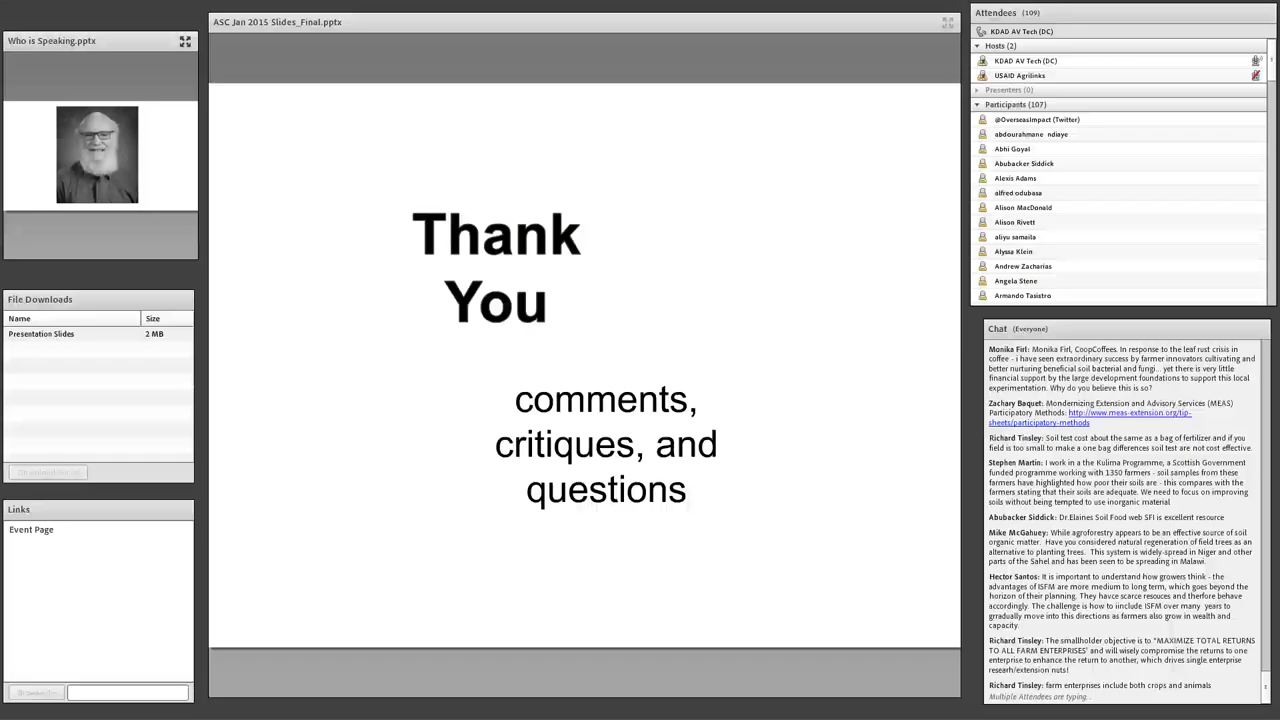 Who is Speaking.pptx
File Downloads
Name Size
Presentation Slides 2 MB
Links
Event Page
ASC Jan 2015 Slides_Final.pptx
Thank
You
comments,
critiques, and
questions
Attendees (109)
KDAD AV Tech (DC)
Hosts (2)
KDAD AV Tech (DC)
USAID Agrilinks
Presenters (0)
Participants (107)
@OverseasImpact (Twitter)
abdourahmane ndiaye
Abhi Goyal
Abubacker Siddick
Alexis Adams
alfred odubasa
Alison MacDonald
Alison Rivett
aliyu samaila
Alyssa Klein
Andrew Zacharias
Angela Stene
Armando Tasistro
Chat (Everyone)
Monika Firl: Monika Firl, CoopCoffees. In response to the leaf rust crisis in
coffee - i have seen extraordinary success by farmer innovators cultivating and
better nurturing beneficial soil bacterial and fungi... yet there is very little
financial support by the large development foundations to support this local
experimentation. Why do you believe this is so?
Zachary Baquet: Mondernizing Extension and Advisory Services (MEAS)
Participatory Methods: http://www.meas-extension.org/tip-
sheets/participatory-methods
Richard Tinsley: Soil test cost about the same as a bag of fertilizer and if you
field is too small to make a one bag differences soil test are not cost effective.
Stephen Martin: I work in a the Kulima Programme, a Scottish Government
funded programme working with 1350 farmers - soil samples from these
farmers have highlighted how poor their soils are - this compares with the
farmers stating that their soils are adequate. We need to focus on improving
soils without being tempted to use inorganic material
Abubacker Siddick: Dr.Elaines Soil Food web SFI is excellent resource
Mike McGahuey: While agroforestry appears to be an effective source of soil
organic matter. Have you considered natural regeneration of field trees as an
alternative to planting trees. This system is widely-spread in Niger and other
parts of the Sahel and has been seen to be spreading in Malawi.
Hector Santos: It is important to understand how growers think - the
advantages of ISFM are more medium to long term, which goes beyond the
horizon of their planning. They havce scarce resouces and therfore behave
accordingly. The challenge is how to iinclude ISFM over many years to
grradually move into this directions as farmers also grow in wealth and
capacity.
Richard Tinsley: The smallholder objective is to "MAXIMIZE TOTAL RETURNS
TO ALL FARM ENTERPRISES' and will wisely compromise the returns to one
enterprise to enhance the return to another, which drives single enterprise
researh/extension nuts!
Richard Tinsley: farm enterprises include both crops and animals
Multiple Attendees are typing...